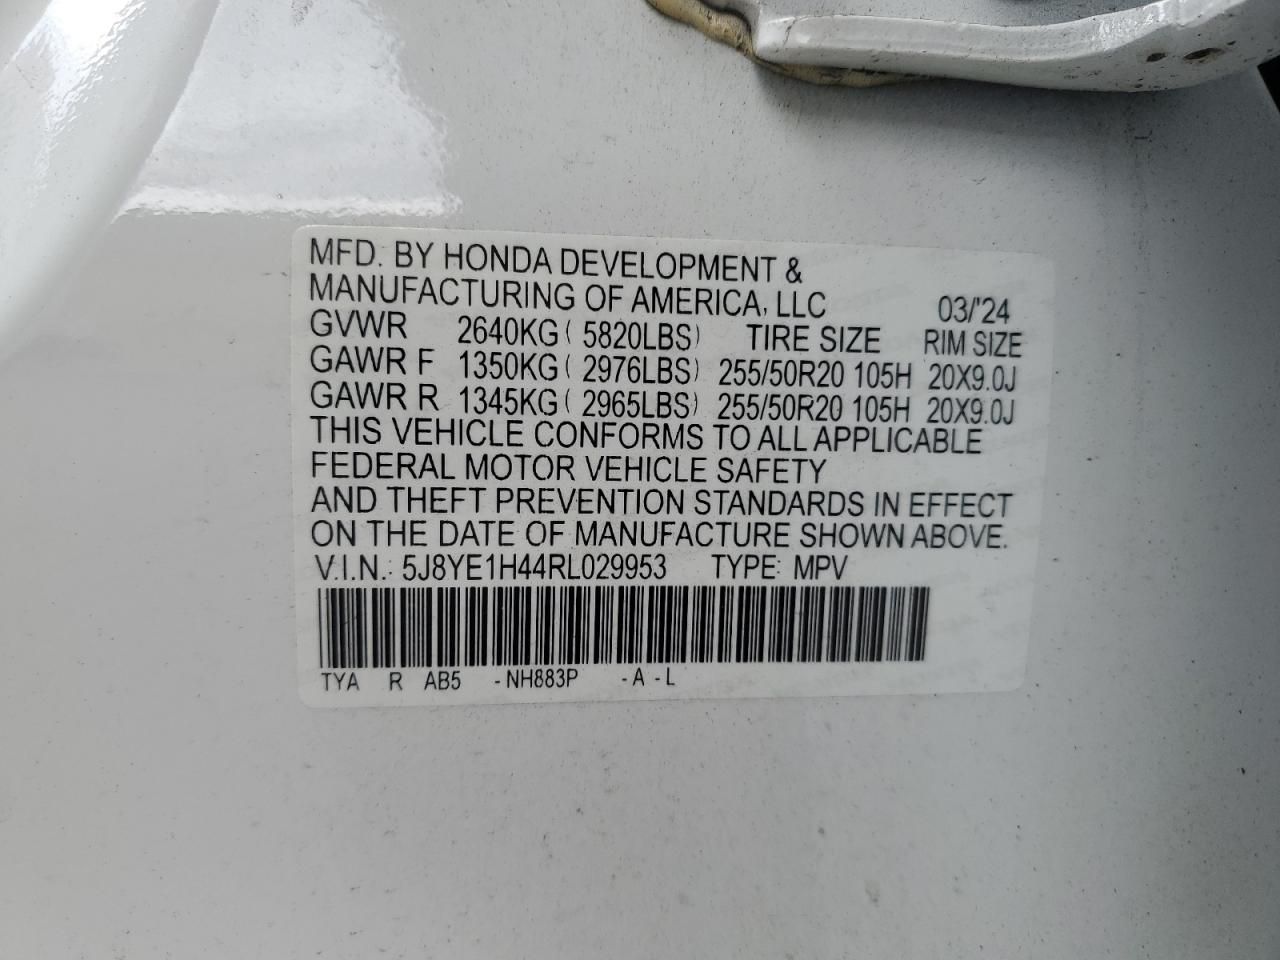 MFD. BY HONDA DEVELOPMENT &
MANUFACTURING OF AMERICA, LLC 03/'24
GVWR 2640KG ( 5820LBS) TIRE SIZE RIM SIZE
GAWR F 1350KG ( 2976LBS) 255/50R20 105H 20X9.0J
GAWR R 1345KG ( 2965LBS) 255/50R20 105H 20X9.0J
THIS VEHICLE CONFORMS TO ALL APPLICABLE
FEDERAL MOTOR VEHICLE SAFETY
AND THEFT PREVENTION STANDARDS IN EFFECT
ON THE DATE OF MANUFACTURE SHOWN ABOVE.
V.I.N.: 5J8YE1H44RL029953 TYPE: MPV
TYA R AB5 -NH883P -A -L